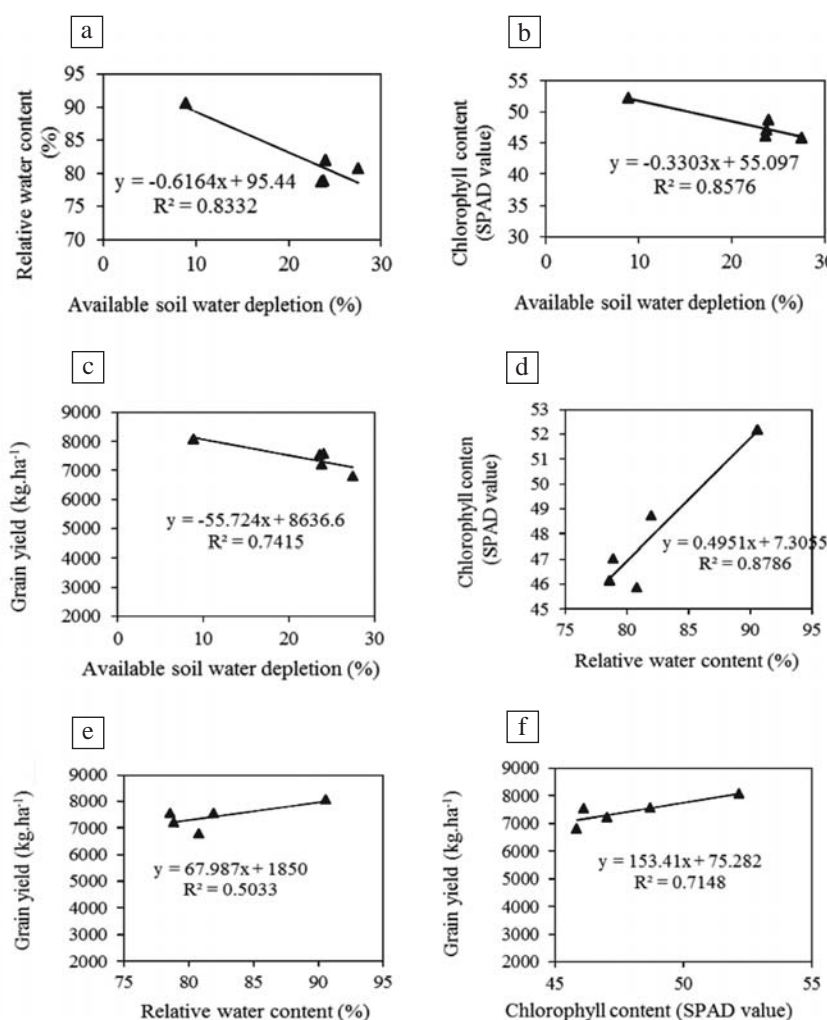 a
95
90
85
80
75
70
Relative water content
(%)
y = -0.6164x + 95.44
R² = 0.8332
0 10 20 30
Available soil water depletion (%)
b
55
50
45
40
35
30
Chlorophyll content
(SPAD value)
y = -0.3303x + 55.097
R² = 0.8576
0 10 20 30
Available soil water depletion (%)
c
9000
8000
7000
6000
5000
4000
3000
2000
Grain yield (kg.ha⁻¹)
y = -55.724x + 8636.6
R² = 0.7415
0 10 20 30
Available soil water depletion (%)
d
53
52
51
50
49
48
47
46
45
Chlorophyll conten
(SPAD value)
y = 0.4951x + 7.3055
R² = 0.8786
75 80 85 90 95
Relative water content (%)
e
9000
8000
7000
6000
5000
4000
3000
2000
Grain yield (kg.ha⁻¹)
y = 67.987x + 1850
R² = 0.5033
75 80 85 90 95
Relative water content (%)
f
9000
8000
7000
6000
5000
4000
3000
2000
Grain yield (kg.ha⁻¹)
y = 153.41x + 75.282
R² = 0.7148
45 50 55
Chlorophyll content (SPAD value)